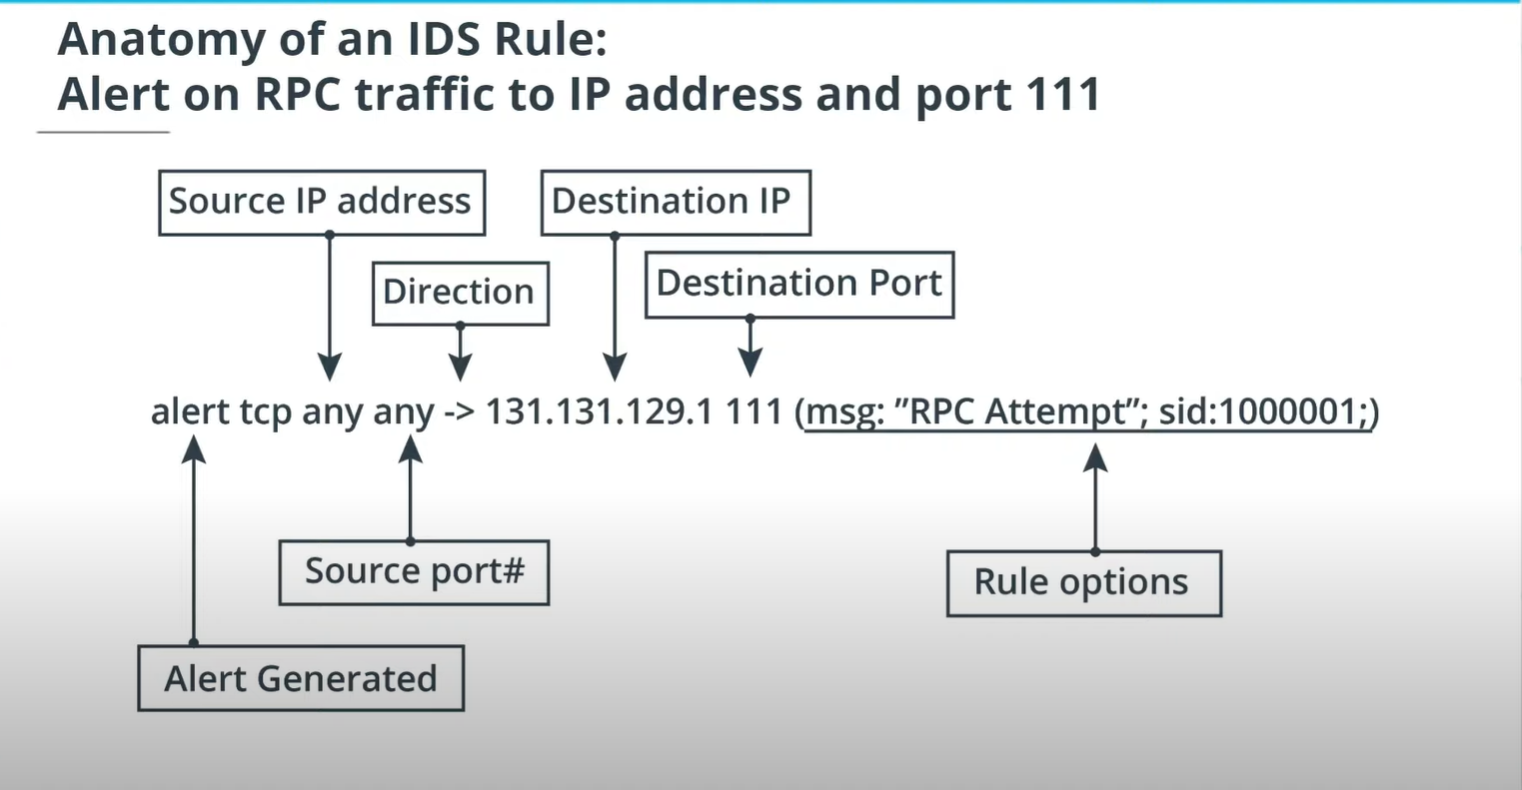 Anatomy of an IDS Rule:
Alert on RPC traffic to IP address and port 111
Source IP address
Destination IP
Direction
Destination Port
alert tcp any any -> 131.131.129.1 111 (msg: ”RPC Attempt”; sid:1000001;)
Source port#
Rule options
Alert Generated